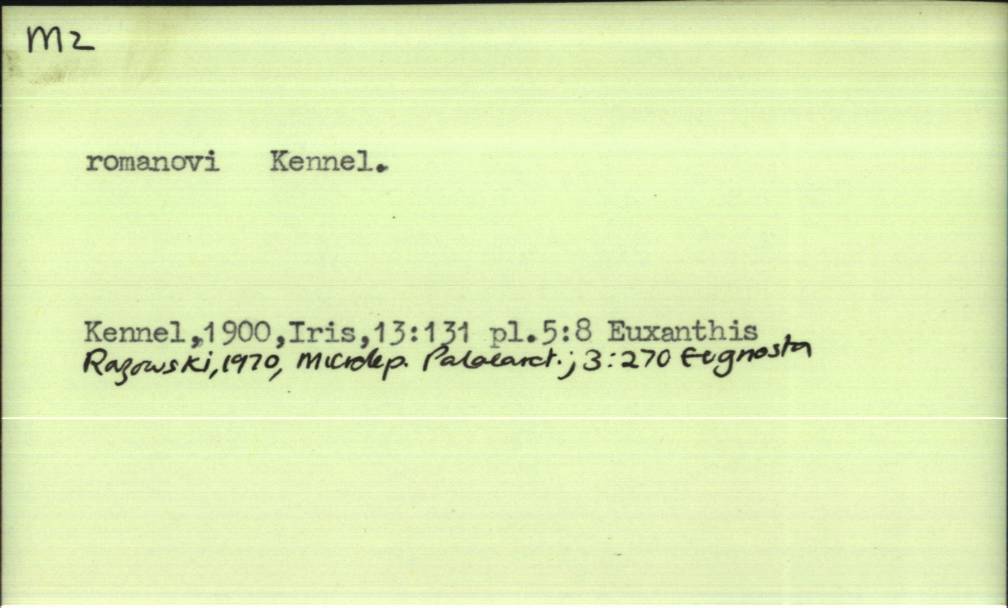 M2
romanovi Kennel.
Kennel,1900,Iris,13:131 pl.5:8 Euxanthis
Razowski, 1970, Microlep. Palaearct.; 3:270 Eugnosta